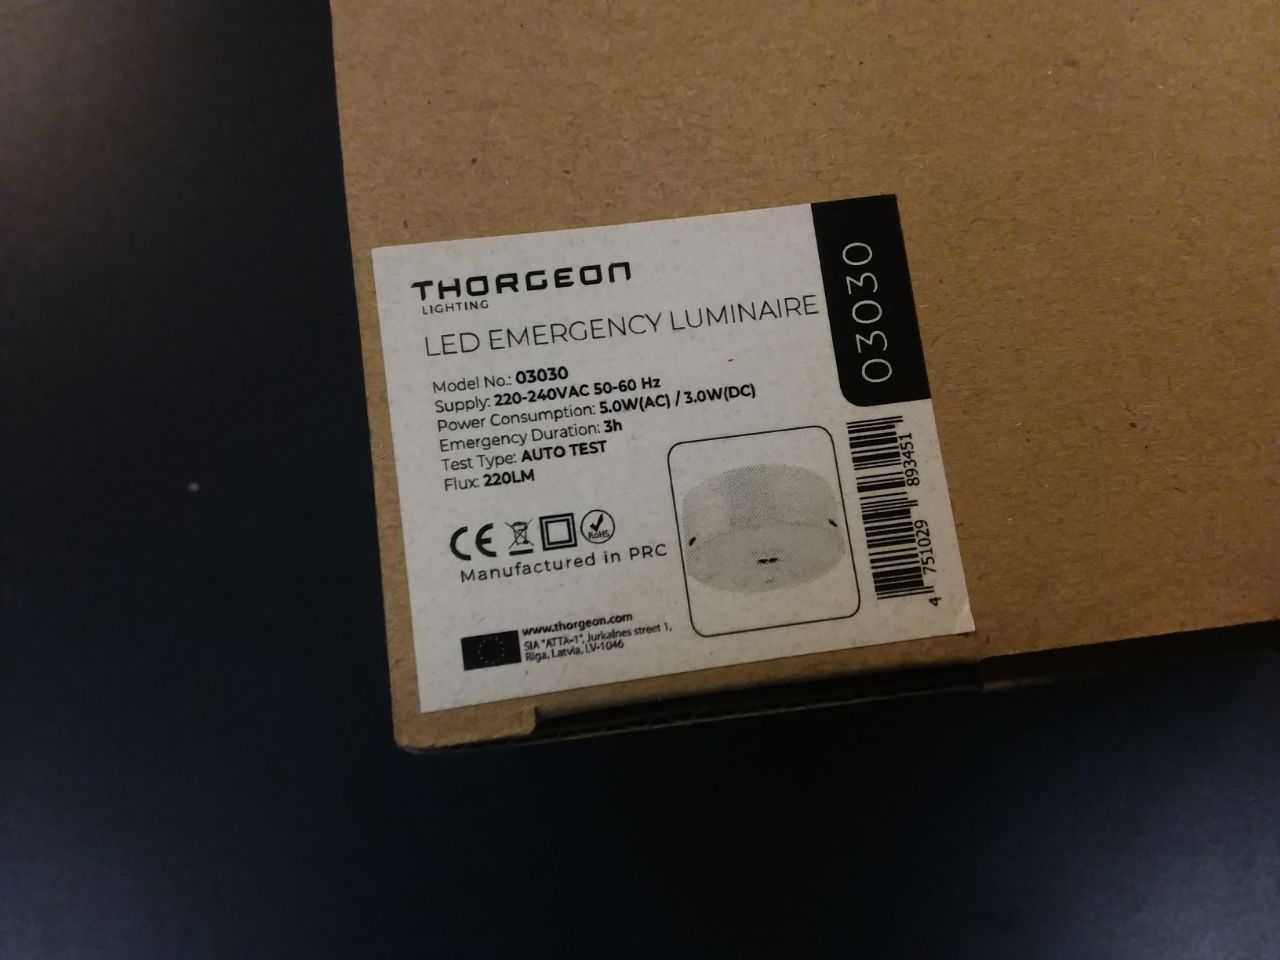 THORGEON
LIGHTING
LED EMERGENCY LUMINAIRE
03030
Model No.: 03030
Supply: 220-240VAC 50-60 Hz
Power Consumption: 5.0W(AC) / 3.0W(DC)
Emergency Duration: 3h
Test Type: AUTO TEST
Flux: 220LM
CE
RoHS
Manufactured in PRC
www.thorgeon.com
SIA "ATTA-1", Jurkalnes street 1,
Riga, Latvia, LV-1046
4 751029 893451